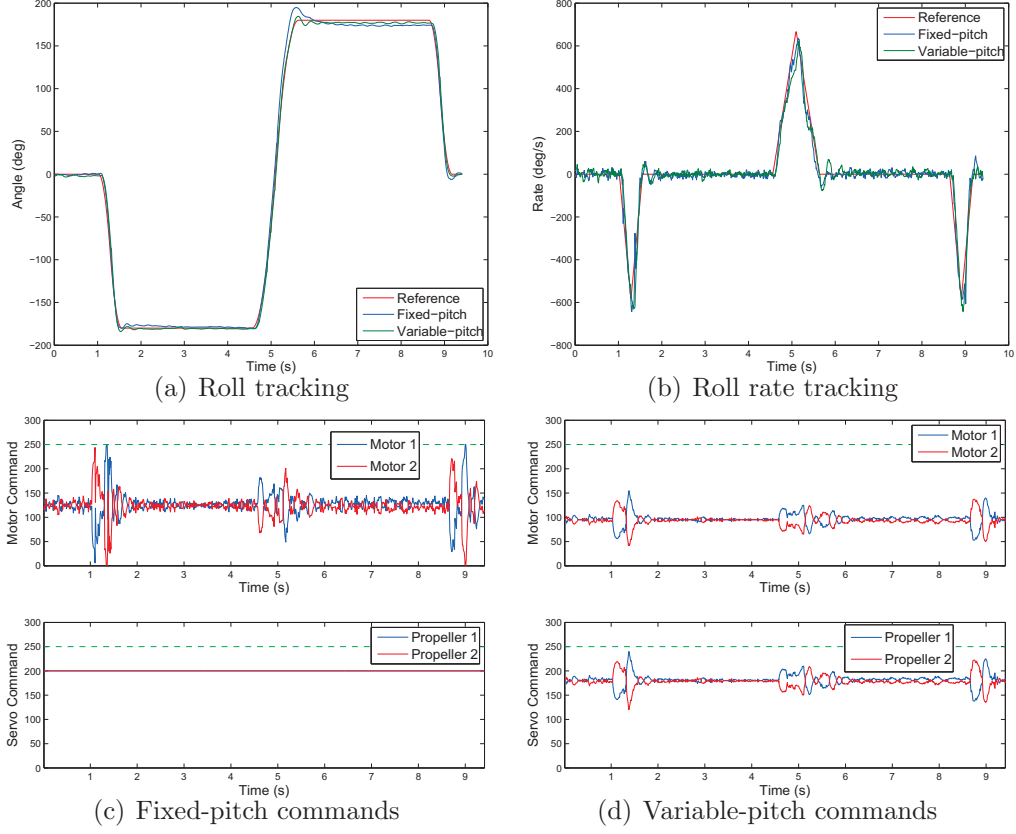 200
150
100
50
0
−50
−100
−150
−200
Angle (deg)
0 1 2 3 4 5 6 7 8 9 10
Time (s)
Reference
Fixed−pitch
Variable−pitch
(a) Roll tracking
800
600
400
200
0
−200
−400
−600
−800
Rate (deg/s)
0 1 2 3 4 5 6 7 8 9 10
Time (s)
Reference
Fixed−pitch
Variable−pitch
(b) Roll rate tracking
300
250
200
150
100
50
0
Motor Command
1 2 3 4 5 6 7 8 9
Time (s)
Motor 1
Motor 2
300
250
200
150
100
50
0
Servo Command
1 2 3 4 5 6 7 8 9
Time (s)
Propeller 1
Propeller 2
(c) Fixed-pitch commands
300
250
200
150
100
50
0
Motor Command
1 2 3 4 5 6 7 8 9
Time (s)
Motor 1
Motor 2
300
250
200
150
100
50
0
Servo Command
1 2 3 4 5 6 7 8 9
Time (s)
Propeller 1
Propeller 2
(d) Variable-pitch commands